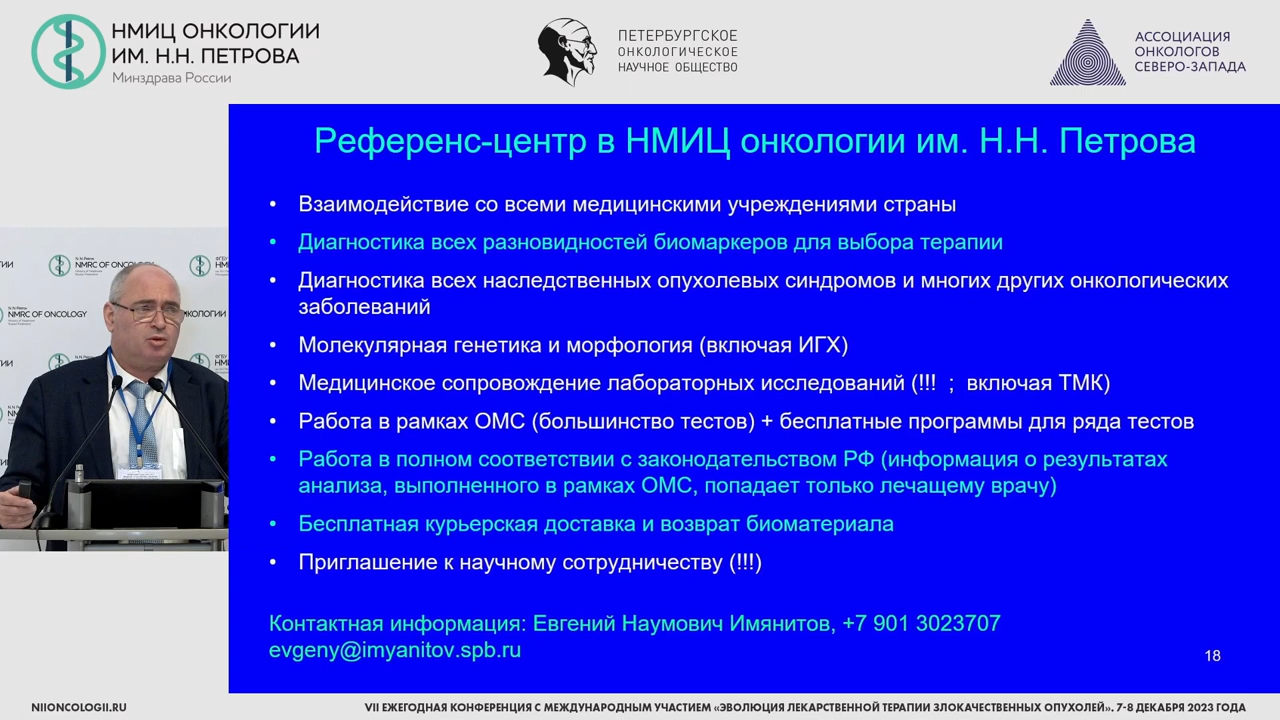 НМИЦ ОНКОЛОГИИ
ИМ. Н.Н. ПЕТРОВА
Минздрава России
ПЕТЕРБУРГСКОЕ
ОНКОЛОГИЧЕСКОЕ
НАУЧНОЕ ОБЩЕСТВО
АССОЦИАЦИЯ
ОНКОЛОГОВ
СЕВЕРО-ЗАПАДА
Референс-центр в НМИЦ онкологии им. Н.Н. Петрова
• Взаимодействие со всеми медицинскими учреждениями страны
• Диагностика всех разновидностей биомаркеров для выбора терапии
• Диагностика всех наследственных опухолевых синдромов и многих других онкологических
заболеваний
• Молекулярная генетика и морфология (включая ИГХ)
• Медицинское сопровождение лабораторных исследований (!!! ; включая ТМК)
• Работа в рамках ОМС (большинство тестов) + бесплатные программы для ряда тестов
• Работа в полном соответствии с законодательством РФ (информация о результатах
анализа, выполненного в рамках ОМС, попадает только лечащему врачу)
• Бесплатная курьерская доставка и возврат биоматериала
• Приглашение к научному сотрудничеству (!!!)
Контактная информация: Евгений Наумович Имянитов, +7 901 3023707
evgeny@imyanitov.spb.ru
18
NMRC OF ONCOLOGY
NMRC OF ONCOLOGY
NIIONCOLOGII.RU
VII ЕЖЕГОДНАЯ КОНФЕРЕНЦИЯ С МЕЖДУНАРОДНЫМ УЧАСТИЕМ «ЭВОЛЮЦИЯ ЛЕКАРСТВЕННОЙ ТЕРАПИИ ЗЛОКАЧЕСТВЕННЫХ ОПУХОЛЕЙ». 7-8 ДЕКАБРЯ 2023 ГОДА